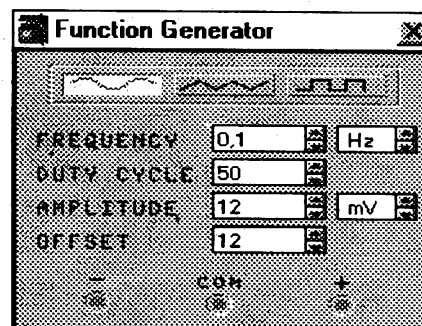 Function Generator
FREQUENCY 0,1 Hz
DUTY CYCLE 50
AMPLITUDE 12 mV
OFFSET 12
- COM +